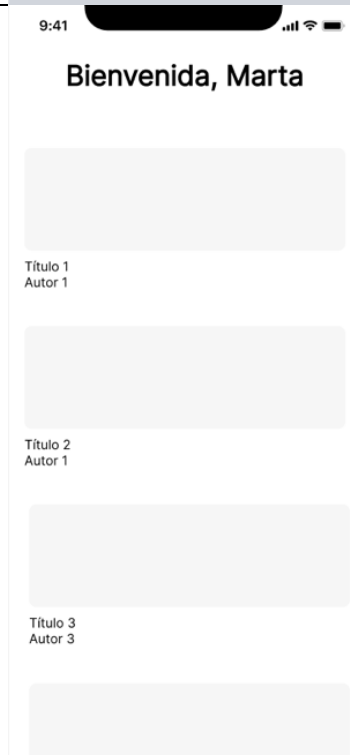 9:41
Bienvenida, Marta
Título 1
Autor 1
Título 2
Autor 1
Título 3
Autor 3